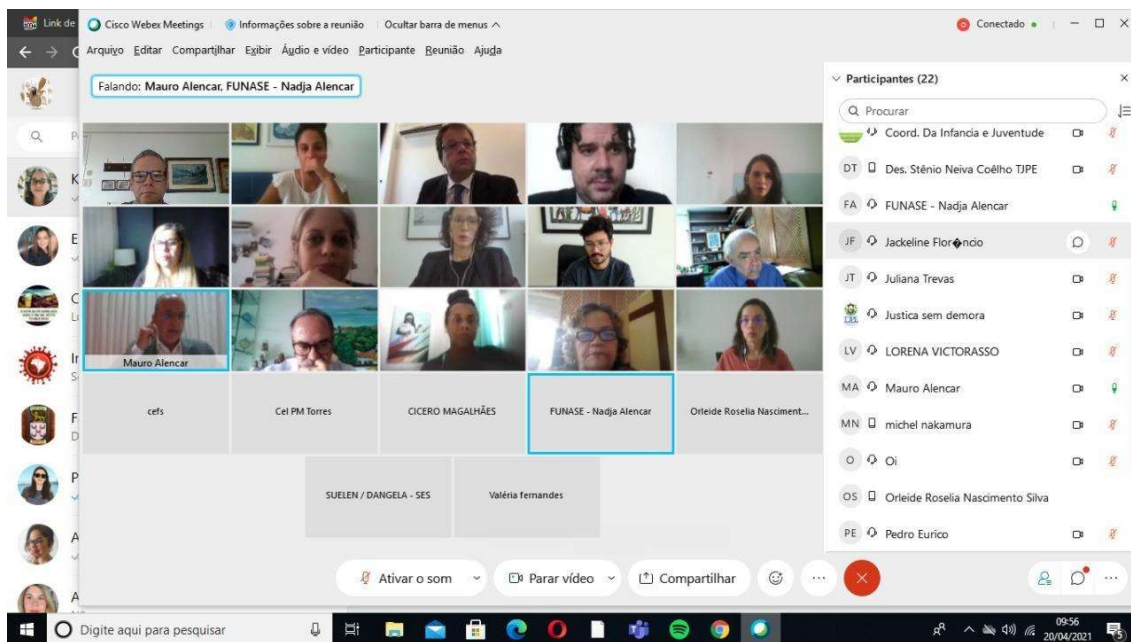 Link de
Cisco Webex Meetings
Informações sobre a reunião
Ocultar barra de menus
Conectado
Arquivo Editar Compartilhar Exibir Áudio e vídeo Participante Reunião Ajuda
Falando: Mauro Alencar, FUNASE - Nadja Alencar
Mauro Alencar
cefs
Cel PM Torres
CICERO MAGALHÃES
FUNASE - Nadja Alencar
Orleide Roselia Nasciment...
SUELEN / DANGELA - SES
Valéria fernandes
Ativar o som
Parar vídeo
Compartilhar
Participantes (22)
Procurar
Coord. Da Infancia e Juventude
DT Des. Stênio Neiva Coêlho TJPE
FA FUNASE - Nadja Alencar
JF Jackeline Flor�ncio
JT Juliana Trevas
Justica sem demora
LV LORENA VICTORASSO
MA Mauro Alencar
MN michel nakamura
O Oi
OS Orleide Roselia Nascimento Silva
PE Pedro Eurico
Digite aqui para pesquisar
09:56
20/04/2021